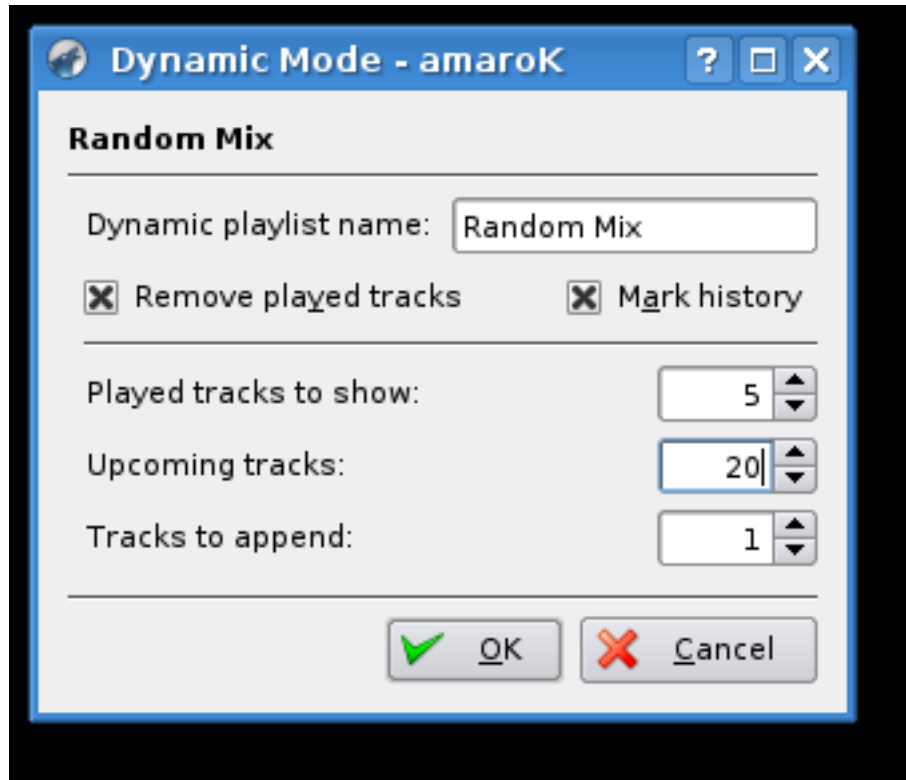 Dynamic Mode - amaroK ?
Random Mix
Dynamic playlist name: Random Mix
Remove played tracks Mark history
Played tracks to show: 5
Upcoming tracks: 20
Tracks to append: 1
OK Cancel